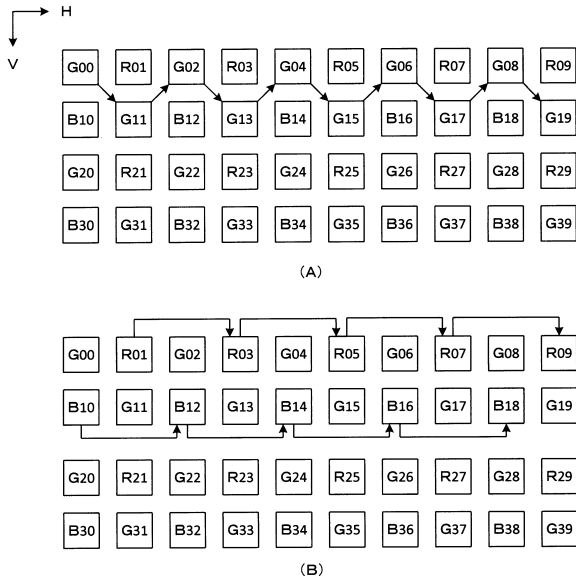 H
V
G00 R01 G02 R03 G04 R05 G06 R07 G08 R09
B10 G11 B12 G13 B14 G15 B16 G17 B18 G19
G20 R21 G22 R23 G24 R25 G26 R27 G28 R29
B30 G31 B32 G33 B34 G35 B36 G37 B38 G39
(A)
G00 R01 G02 R03 G04 R05 G06 R07 G08 R09
B10 G11 B12 G13 B14 G15 B16 G17 B18 G19
G20 R21 G22 R23 G24 R25 G26 R27 G28 R29
B30 G31 B32 G33 B34 G35 B36 G37 B38 G39
(B)